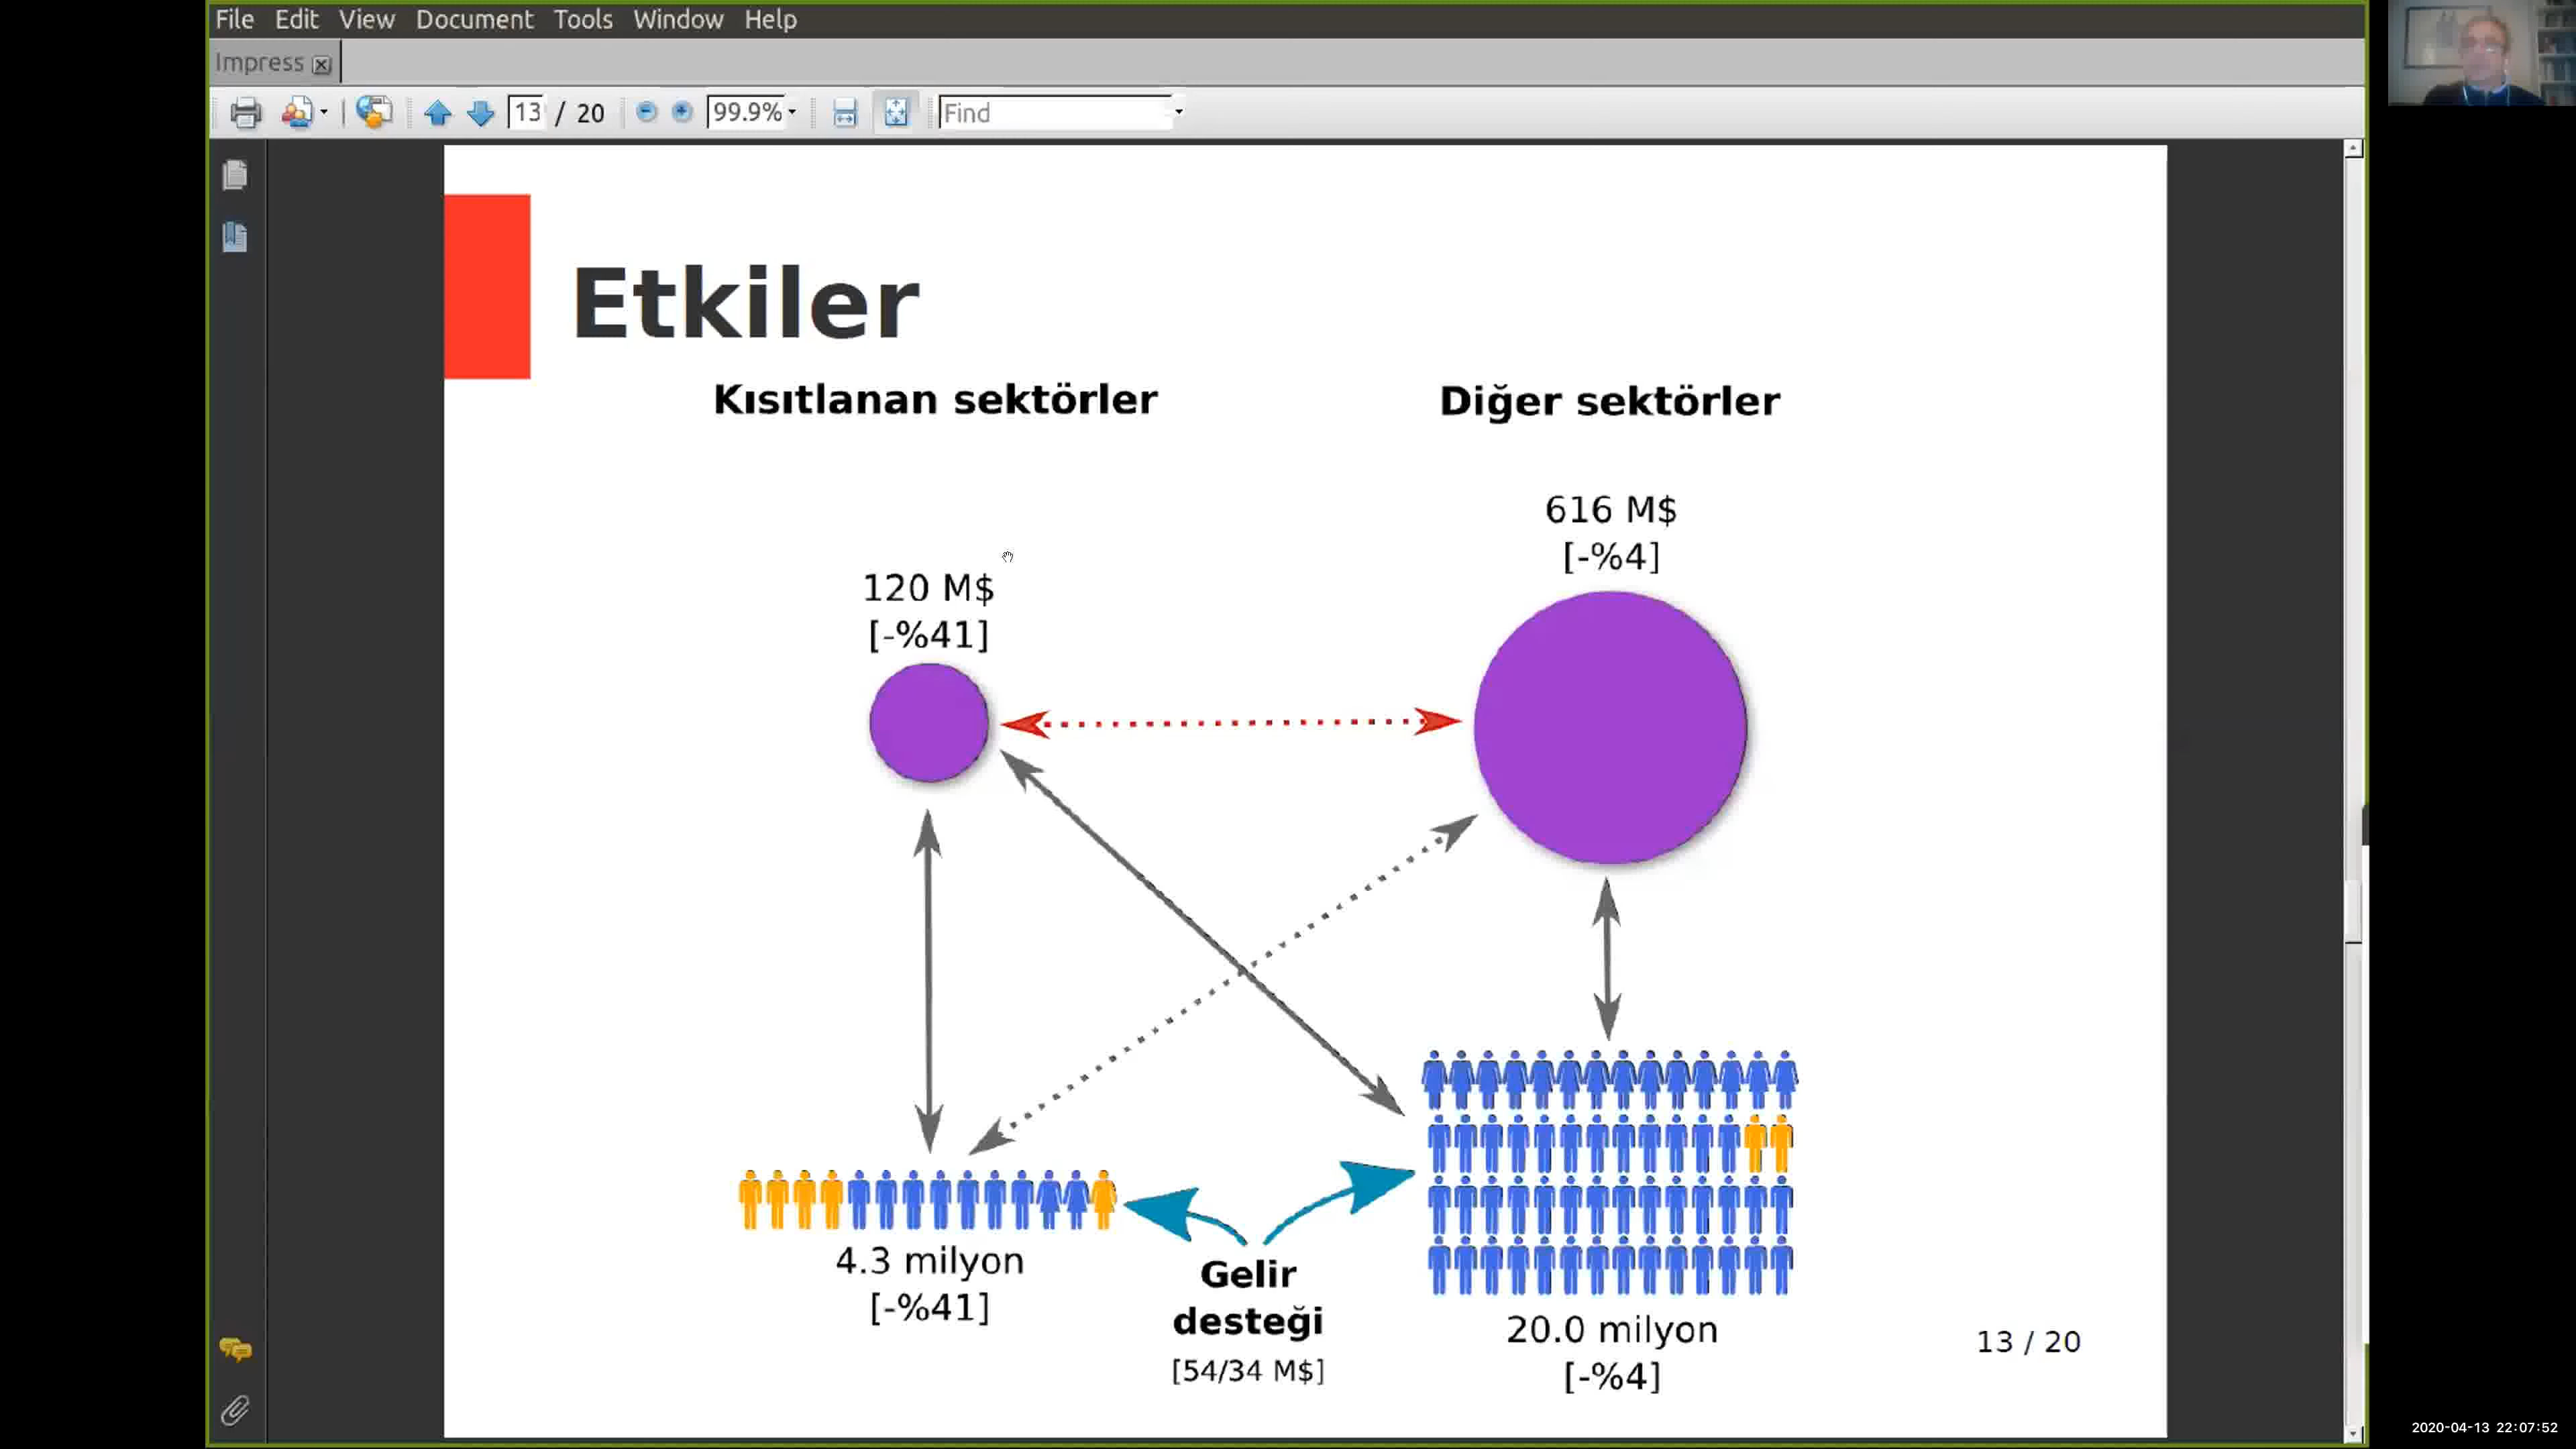 File Edit View Document Tools Window Help
Impress
13 / 20 99.9% Find
Etkiler
Kısıtlanan sektörler
Diğer sektörler
616 M$
[-%4]
120 M$
[-%41]
4.3 milyon
[-%41]
Gelir
desteği
[54/34 M$]
20.0 milyon
[-%4]
13 / 20
2020-04-13 22:07:52